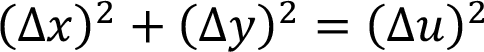 (Δx)² + (Δy)² = (Δu)²